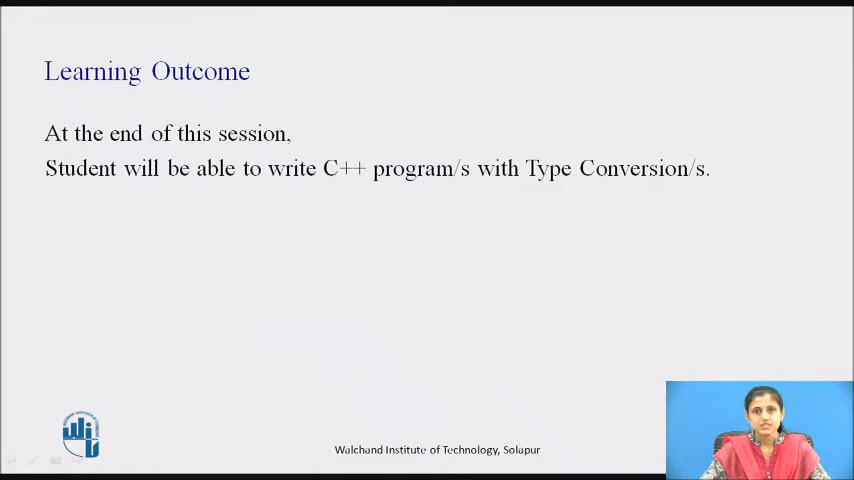 Learning Outcome
At the end of this session,
Student will be able to write C++ program/s with Type Conversion/s.
Walchand Institute of Technology, Solapur